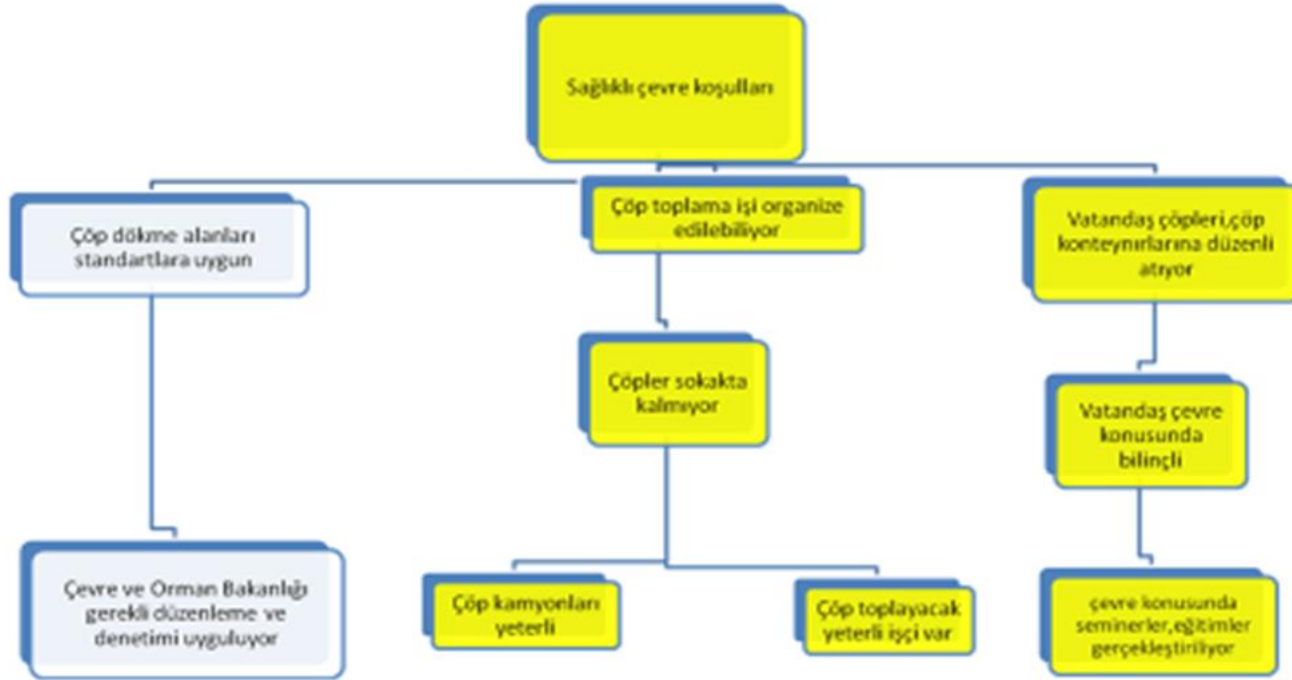 Sağlıklı çevre koşulları
Çöp dökme alanları
standartlara uygun
Çöp toplama işi organize
edilebiliyor
Vatandaş çöpleri,çöp
konteynırlarına düzenli
atıyor
Çöpler sokakta
kalmıyor
Vatandaş çevre
konusunda
bilinçli
Çevre ve Orman Bakanlığı
gerekli düzenleme ve
denetimi uyguluyor
Çöp kamyonları
yeterli
Çöp toplayacak
yeterli işçi var
çevre konusunda
seminerler,eğitimler
gerçekleştiriliyor